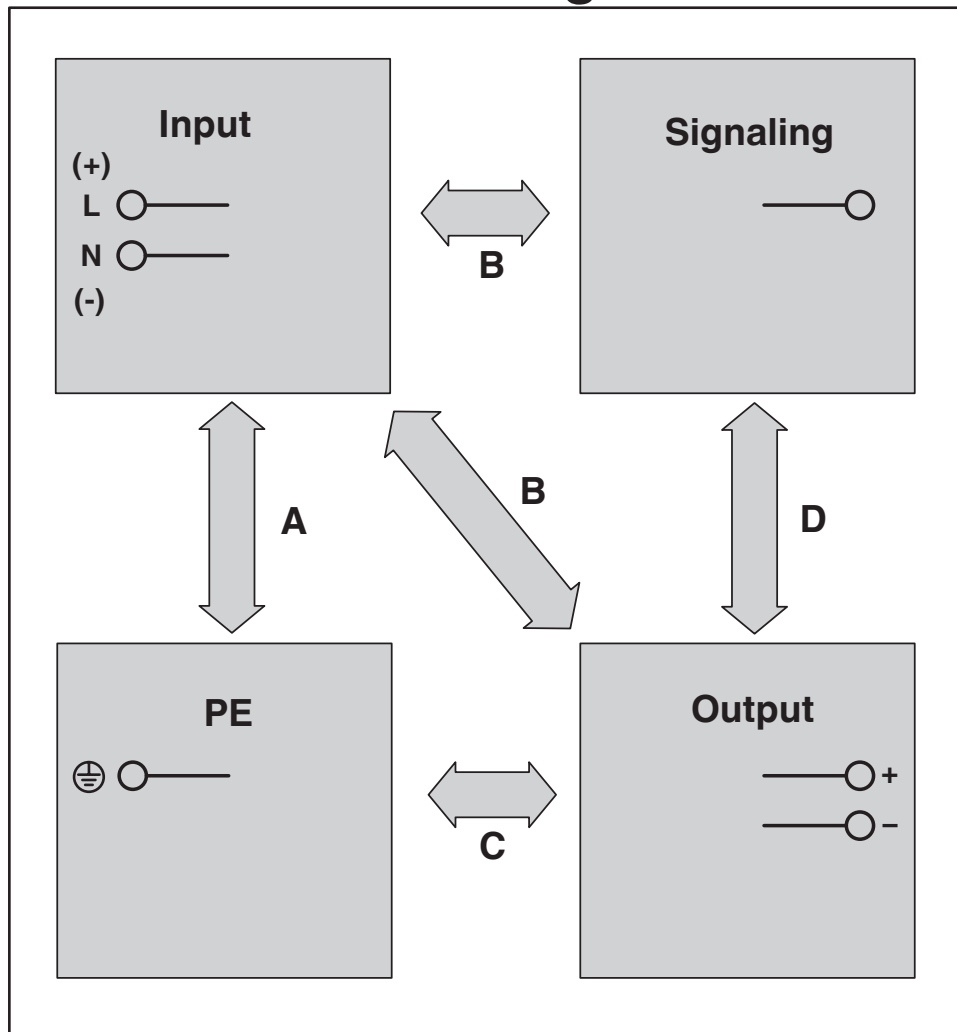 Input
(+)
L
N
(-)
Signaling
B
A
B
D
PE
Output
+
–
C